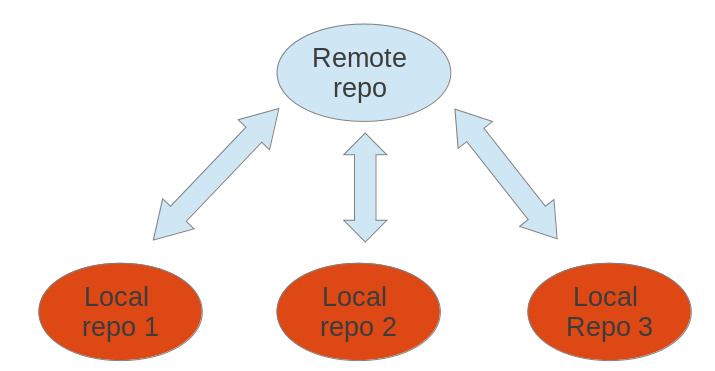 Remote
repo
Local
repo 1
Local
repo 2
Local
Repo 3